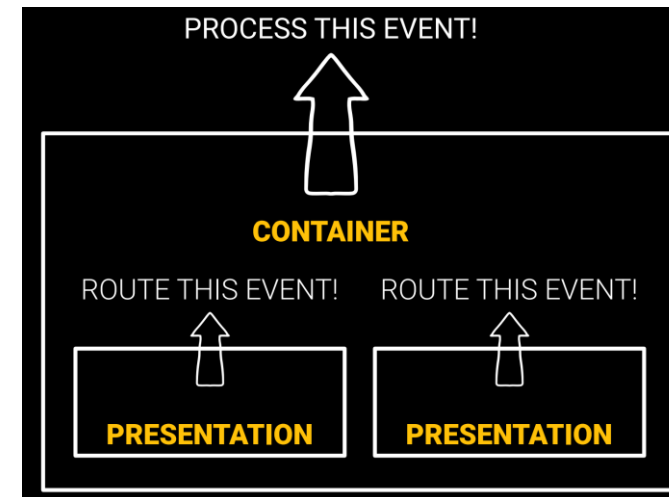 PROCESS THIS EVENT!
CONTAINER
ROUTE THIS EVENT! ROUTE THIS EVENT!
PRESENTATION PRESENTATION